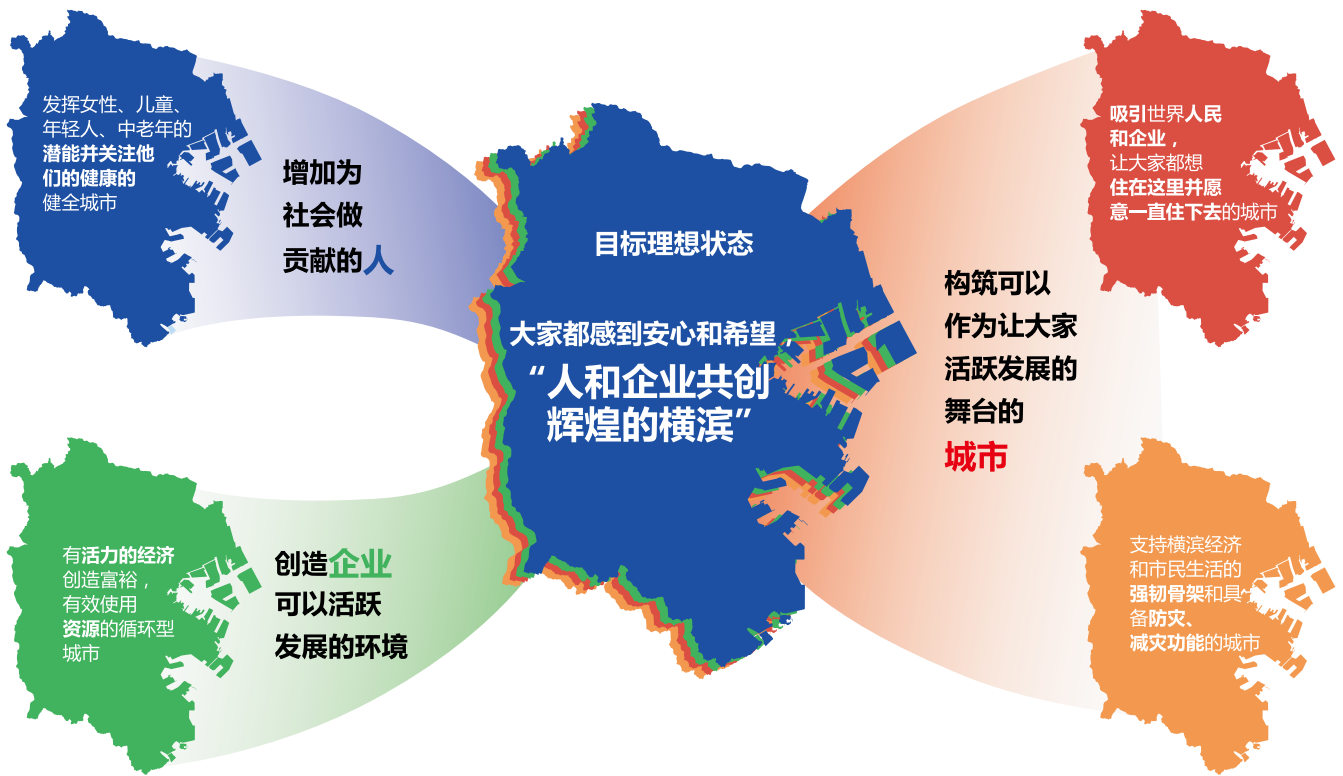 发挥女性、儿童、
年轻人、中老年的
潜能并关注他
们的健康的
健全城市
增加为
社会做
贡献的人
有活力的经济
创造富裕，
有效使用
资源的循环型
城市
创造企业
可以活跃
发展的环境
目标理想状态
大家都感到安心和希望，
“人和企业共创
辉煌的横滨”
构筑可以
作为让大家
活跃发展的
舞台的
城市
吸引世界人民
和企业，
让大家都想
住在这里并愿
意一直住下去的城市
支持横滨经济
和市民生活的
强韧骨架和具
备防灾、
减灾功能的城市